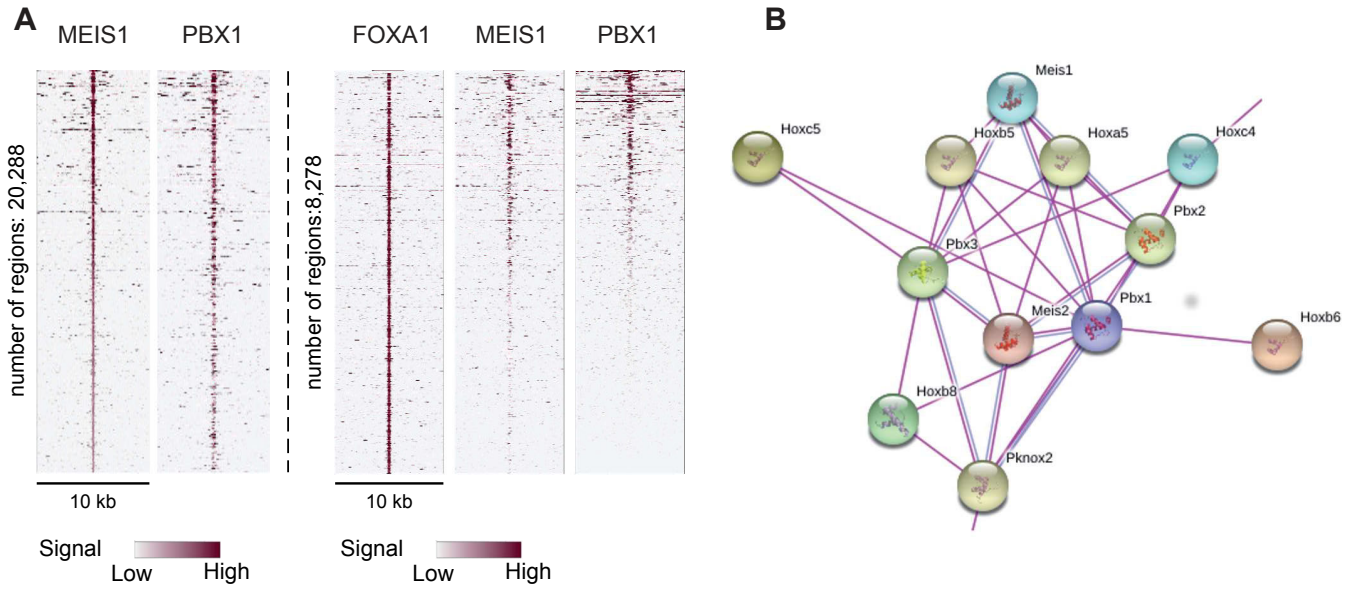 A
MEIS1 PBX1
FOXA1 MEIS1 PBX1
number of regions: 20,288
number of regions:8,278
10 kb
10 kb
Signal
Low High
Signal
Low High
B
Meis1
Hoxc5
Hoxb5
Hoxa5
Hoxc4
Pbx2
Pbx3
Pbx1
Meis2
Hoxb6
Hoxb8
Pknox2